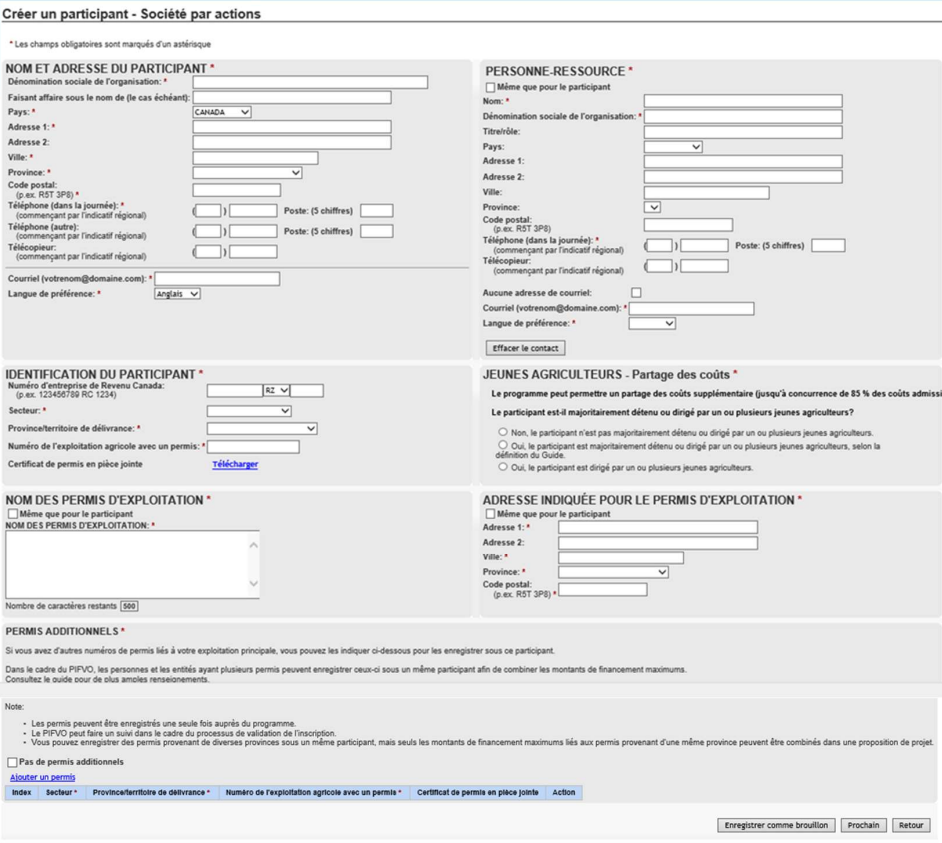 Créer un participant - Société par actions
* Les champs obligatoires sont marqués d'un astérisque
NOM ET ADRESSE DU PARTICIPANT *
Dénomination sociale de l'organisation: *
Faisant affaire sous le nom de (le cas échéant):
Pays: * CANADA
Adresse 1: *
Adresse 2:
Ville: *
Province: *
Code postal:
(p.ex. R5T 3P8) *
Téléphone (dans la journée): *
(commençant par l'indicatif régional) ( ) Poste: (5 chiffres)
Téléphone (autre):
(commençant par l'indicatif régional) ( ) Poste: (5 chiffres)
Télécopieur:
(commençant par l'indicatif régional) ( )
Courriel (votrenom@domaine.com): *
Langue de préférence: * Anglais
PERSONNE-RESSOURCE *
Même que pour le participant
Nom: *
Dénomination sociale de l'organisation: *
Titre/rôle:
Pays:
Adresse 1:
Adresse 2:
Ville:
Province:
Code postal:
(p.ex. R5T 3P8)
Téléphone (dans la journée): *
(commençant par l'indicatif régional) ( ) Poste: (5 chiffres)
Télécopieur:
(commençant par l'indicatif régional) ( )
Aucune adresse de courriel:
Courriel (votrenom@domaine.com): *
Langue de préférence: *
Effacer le contact
IDENTIFICATION DU PARTICIPANT *
Numéro d'entreprise de Revenu Canada:
(p.ex. 123456789 RC 1234) RZ
Secteur: *
Province/territoire de délivrance: *
Numéro de l'exploitation agricole avec un permis: *
Certificat de permis en pièce jointe Télécharger
JEUNES AGRICULTEURS - Partage des coûts *
Le programme peut permettre un partage des coûts supplémentaire (jusqu'à concurrence de 85 % des coûts admissi
Le participant est-il majoritairement détenu ou dirigé par un ou plusieurs jeunes agriculteurs?
Non, le participant n'est pas majoritairement détenu ou dirigé par un ou plusieurs jeunes agriculteurs.
Oui, le participant est majoritairement détenu ou dirigé par un ou plusieurs jeunes agriculteurs, selon la
définition du Guide.
Oui, le participant est dirigé par un ou plusieurs jeunes agriculteurs.
NOM DES PERMIS D'EXPLOITATION *
Même que pour le participant
NOM DES PERMIS D'EXPLOITATION: *
Nombre de caractères restants 500
ADRESSE INDIQUÉE POUR LE PERMIS D'EXPLOITATION *
Même que pour le participant
Adresse 1: *
Adresse 2:
Ville: *
Province: *
Code postal:
(p.ex. R5T 3P8) *
PERMIS ADDITIONNELS *
Si vous avez d'autres numéros de permis liés à votre exploitation principale, vous pouvez les indiquer ci-dessous pour les enregistrer sous ce participant.
Dans le cadre du PIFVO, les personnes et les entités ayant plusieurs permis peuvent enregistrer ceux-ci sous un même participant afin de combiner les montants de financement maximums.
Consultez le guide pour de plus amples renseignements.
Note:
• Les permis peuvent être enregistrés une seule fois auprès du programme.
• Le PIFVO peut faire un suivi dans le cadre du processus de validation de l'inscription.
• Vous pouvez enregistrer des permis provenant de diverses provinces sous un même participant, mais seuls les montants de financement maximums liés aux permis provenant d'une même province peuvent être combinés dans une proposition de projet.
Pas de permis additionnels
Ajouter un permis
Index Secteur * Province/territoire de délivrance * Numéro de l'exploitation agricole avec un permis * Certificat de permis en pièce jointe Action
Enregistrer comme brouillon Prochain Retour